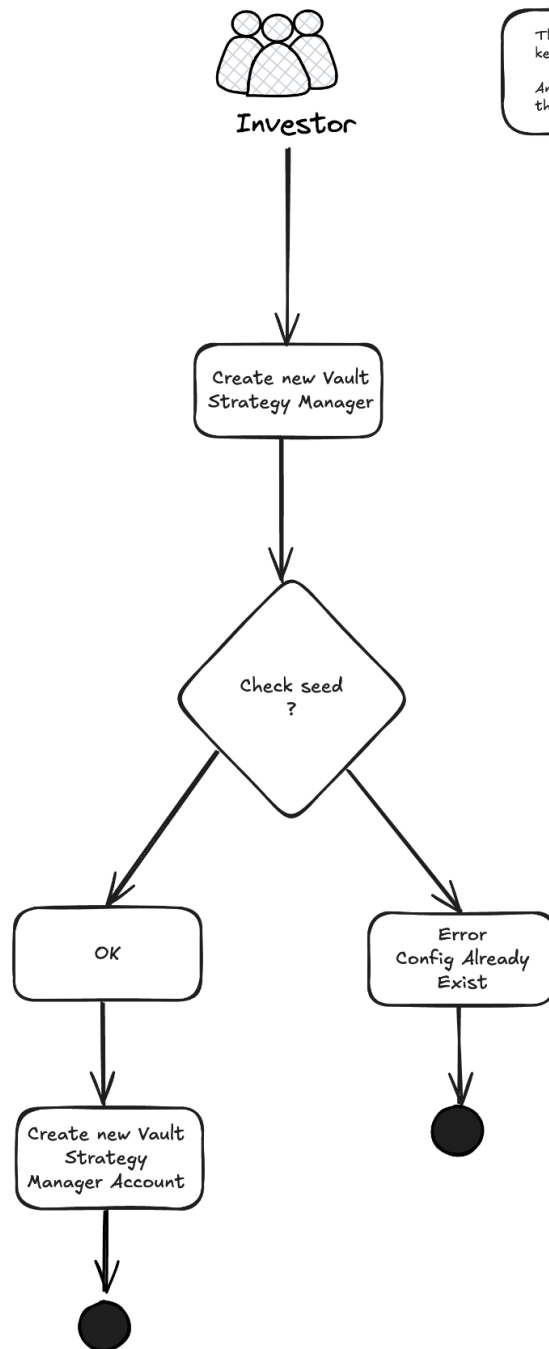 Investor
Create new Vault
Strategy Manager
Check seed
?
OK
Error
Config Already
Exist
Create new Vault
Strategy
Manager Account